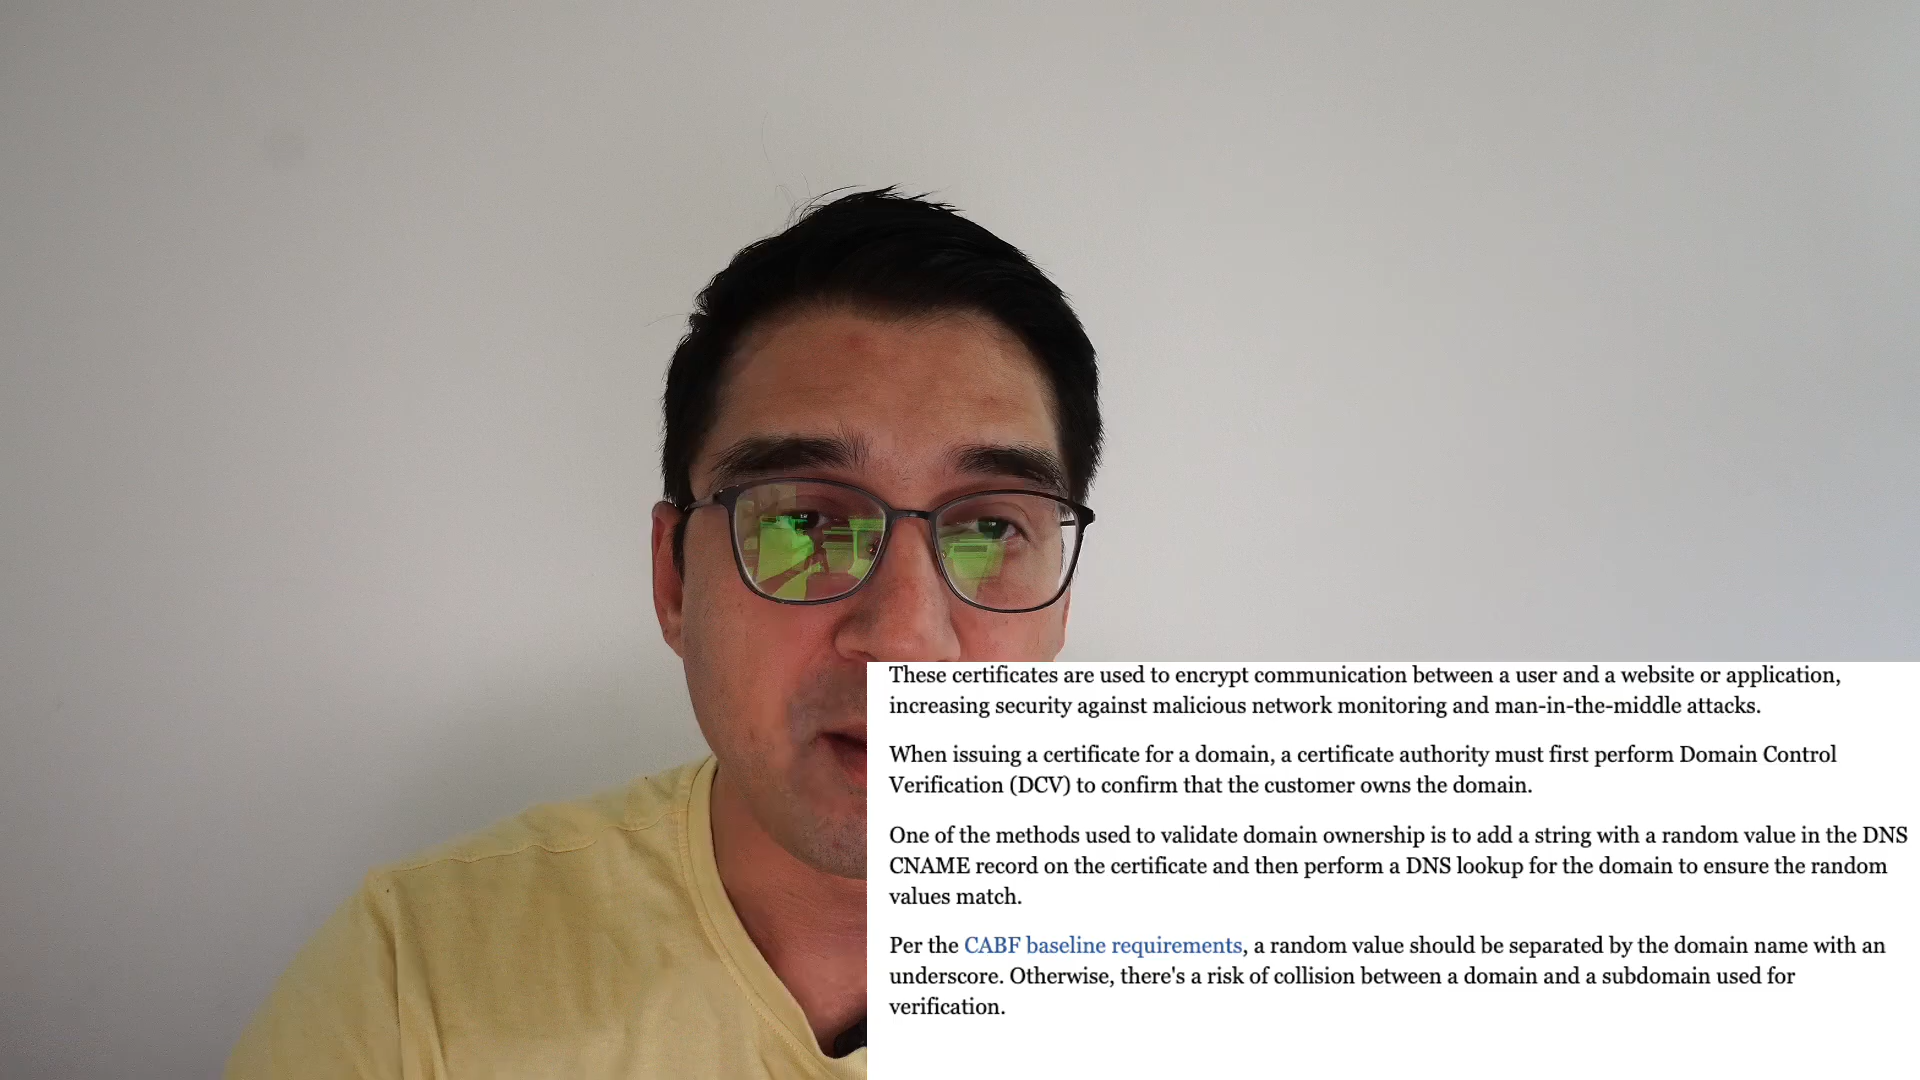 These certificates are used to encrypt communication between a user and a website or application,
increasing security against malicious network monitoring and man-in-the-middle attacks.
When issuing a certificate for a domain, a certificate authority must first perform Domain Control
Verification (DCV) to confirm that the customer owns the domain.
One of the methods used to validate domain ownership is to add a string with a random value in the DNS
CNAME record on the certificate and then perform a DNS lookup for the domain to ensure the random
values match.
Per the CABF baseline requirements, a random value should be separated by the domain name with an
underscore. Otherwise, there's a risk of collision between a domain and a subdomain used for
verification.